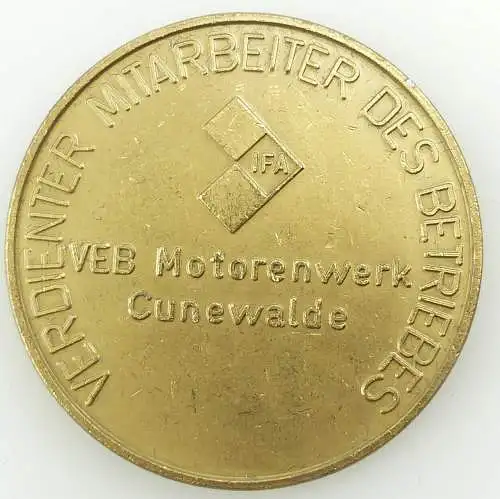 VERDIENTER MITARBEITER DES BETRIEBES
IFA
VEB Motorenwerk
Cunewalde